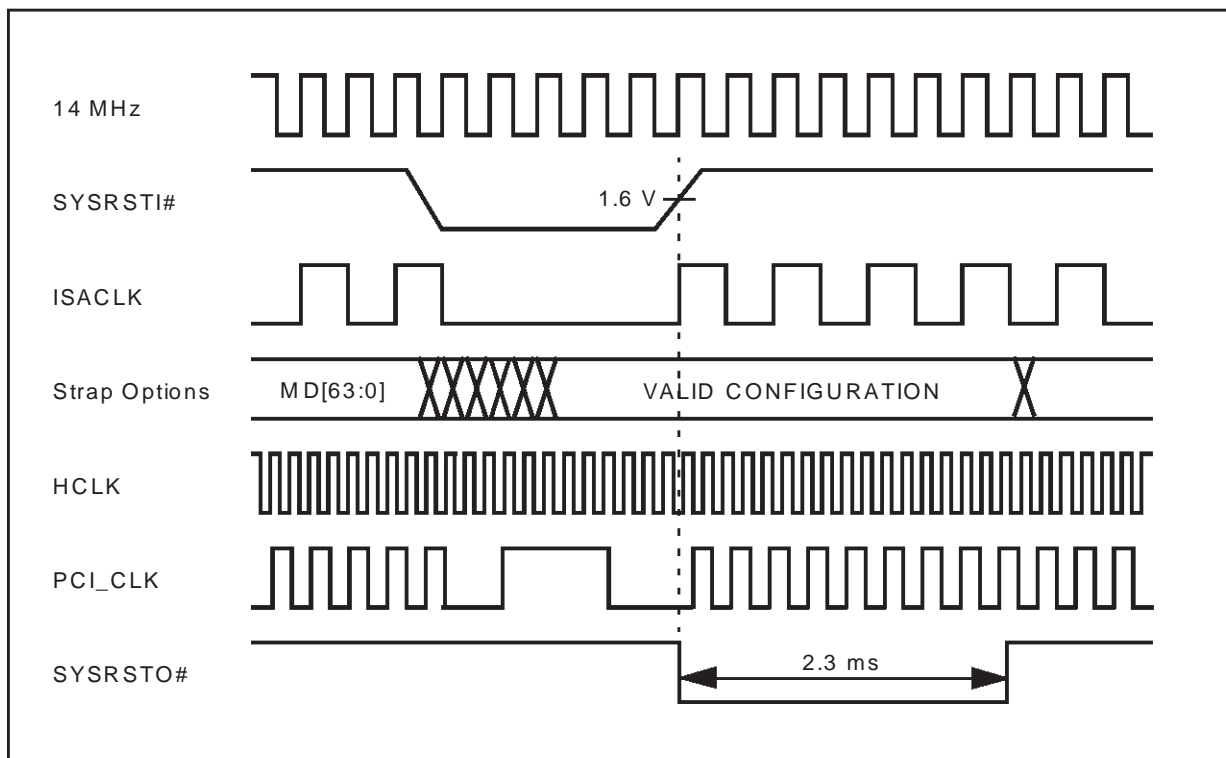 14 MHz
SYSRSTI#
1.6 V
ISACLK
Strap Options
MD[63:0]
VALID CONFIGURATION
HCLK
PCI_CLK
SYSRSTO#
2.3 ms